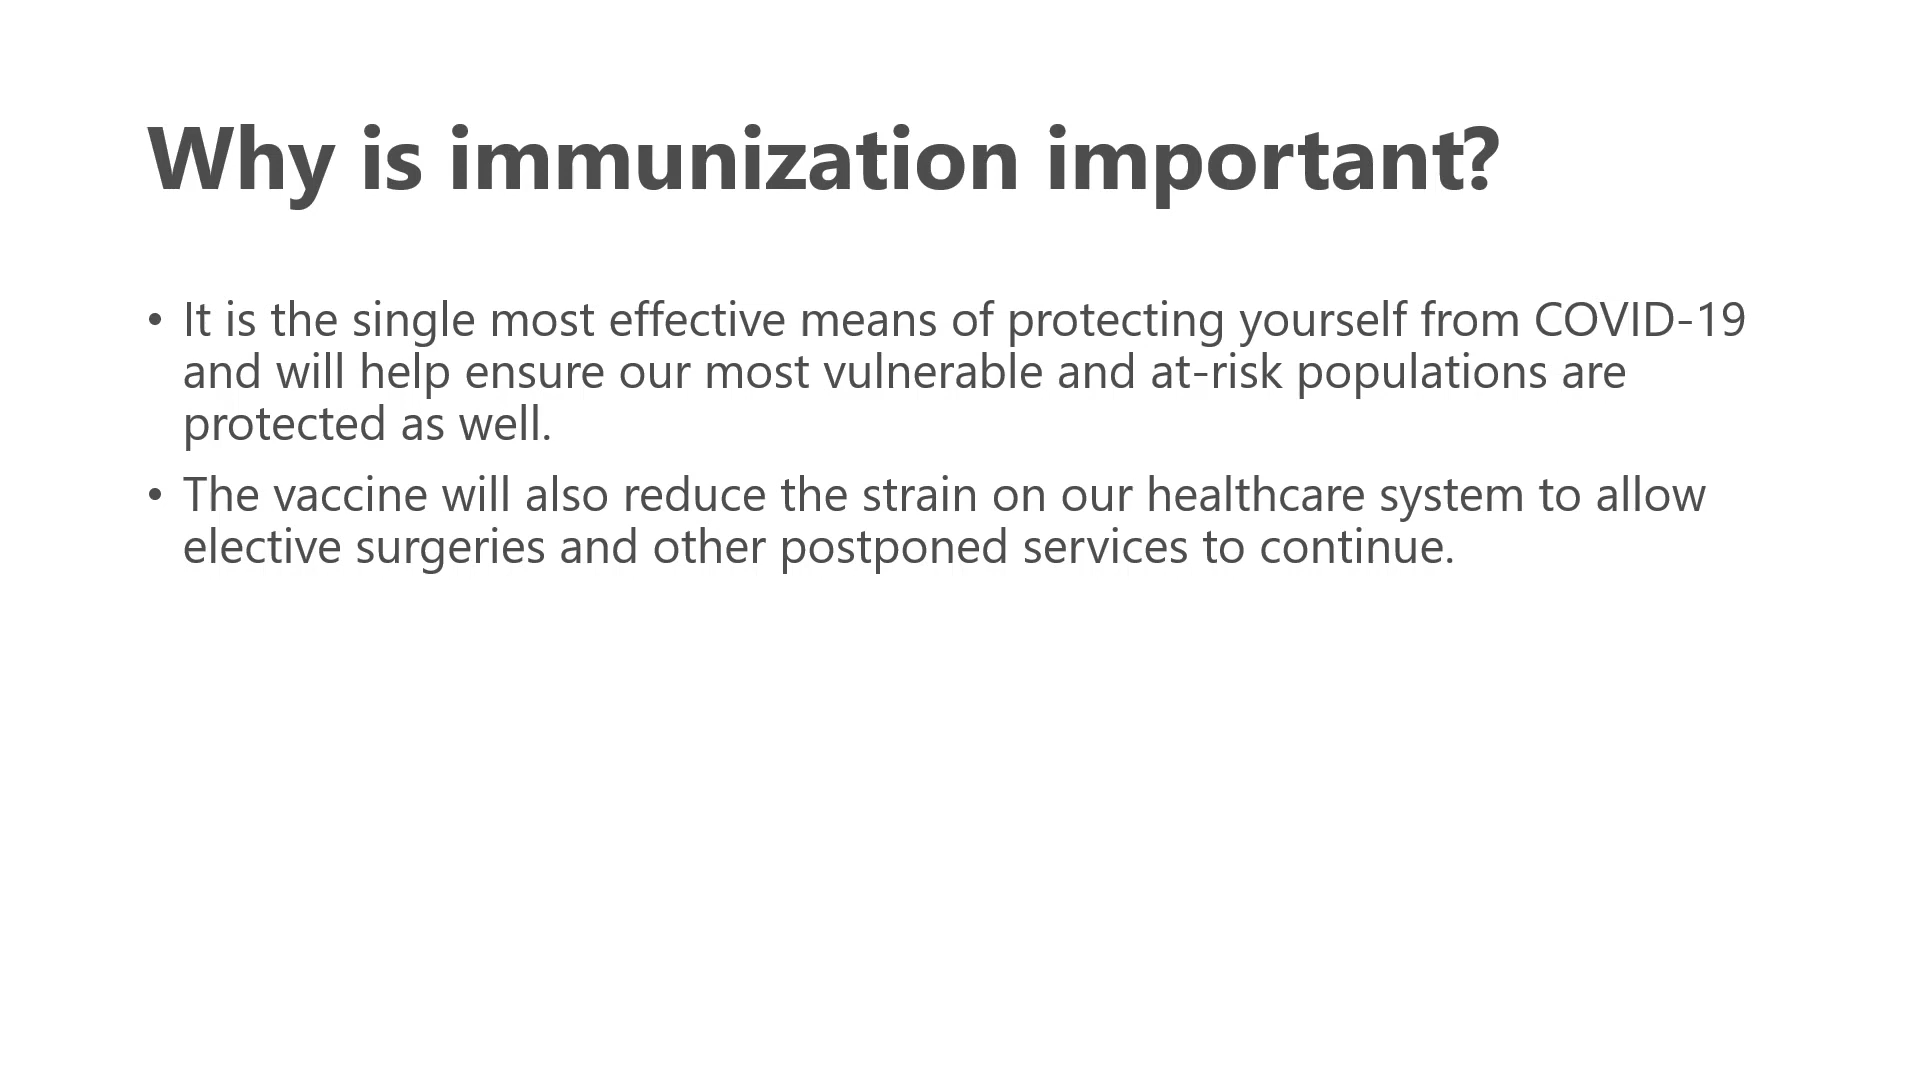 Why is immunization important?
• It is the single most effective means of protecting yourself from COVID-19
and will help ensure our most vulnerable and at-risk populations are
protected as well.
• The vaccine will also reduce the strain on our healthcare system to allow
elective surgeries and other postponed services to continue.